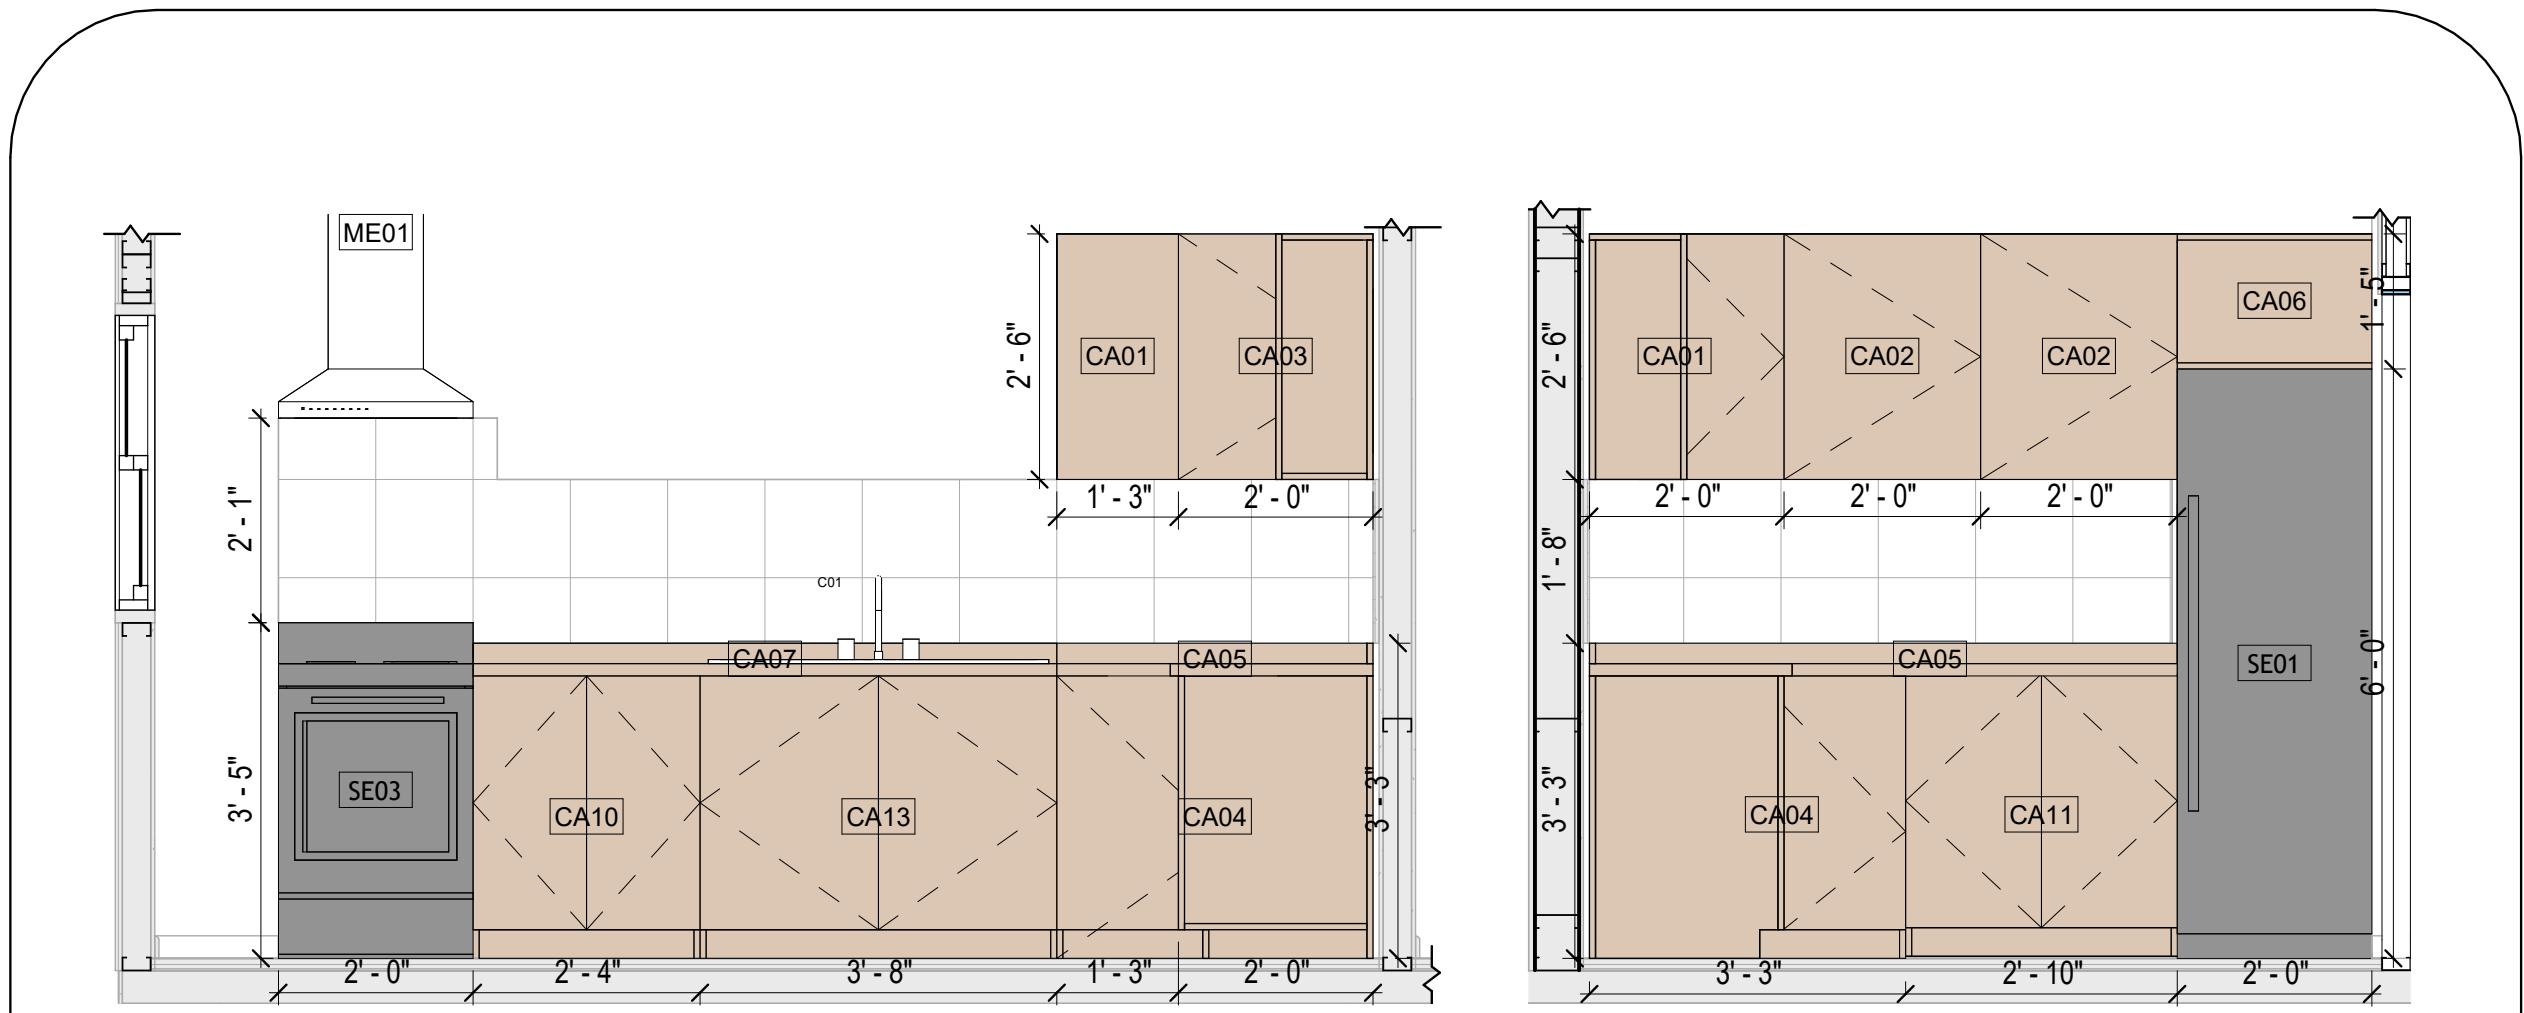 ME01
2' - 6"
CA01
CA03
1' - 3"
2' - 0"
2' - 1"
C01
CA07
CA05
3' - 5"
SE03
CA10
CA13
CA04
3' - 3"
2' - 0"
2' - 4"
3' - 8"
1' - 3"
2' - 0"
2' - 6"
CA01
CA02
CA02
CA06
1' - 5"
2' - 0"
2' - 0"
2' - 0"
1' - 8"
CA05
SE01
6' - 0"
3' - 3"
CA04
CA11
3' - 3"
2' - 10"
2' - 0"